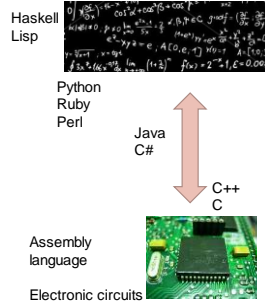 Haskell
Lisp
Python
Ruby
Perl
Java
C#
C++
C
Assembly
language
Electronic circuits